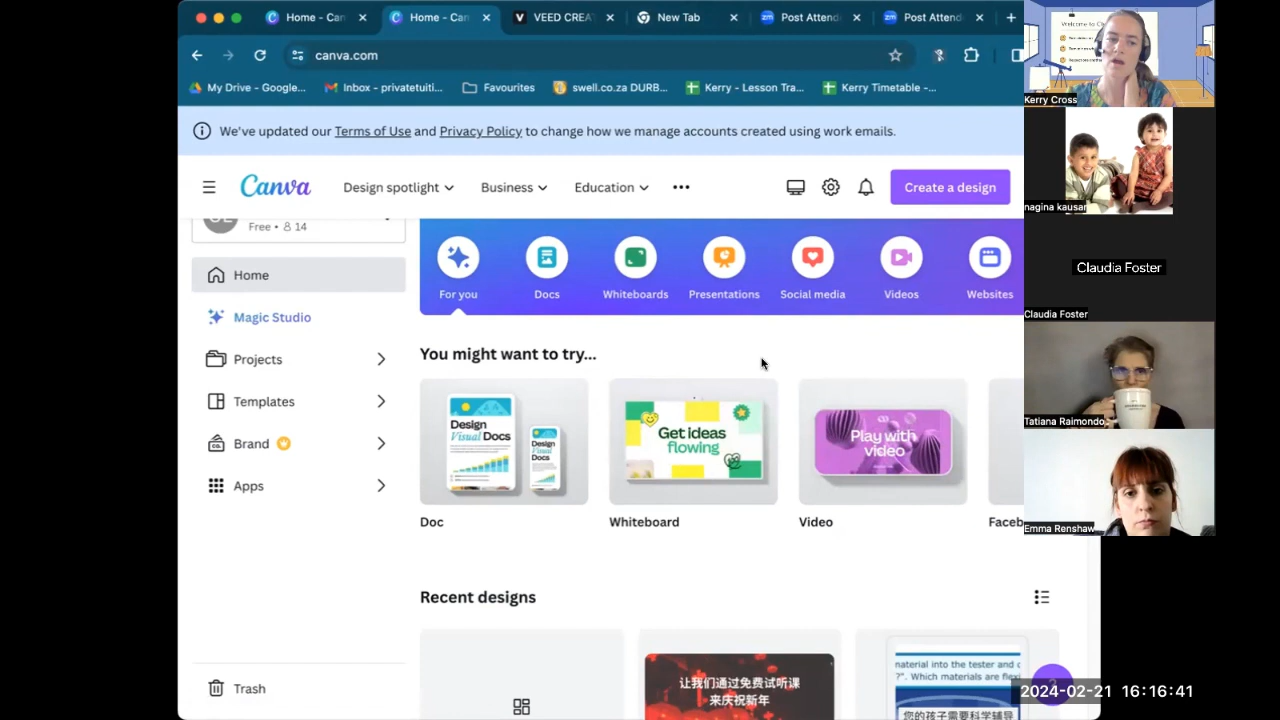 Home - Can
Home - Can
VEED CREA
New Tab
Post Attend
Post Attend
canva.com
My Drive - Google...
Inbox - privatetuiti...
Favourites
swell.co.za DURB...
Kerry - Lesson Tra...
Kerry Timetable -...
We've updated our Terms of Use and Privacy Policy to change how we manage accounts created using work emails.
Canva
Design spotlight
Business
Education
Create a design
Free • 14
Home
Magic Studio
Projects
Templates
Brand
Apps
Trash
For you
Docs
Whiteboards
Presentations
Social media
Videos
Websites
You might want to try...
Design
Visual Docs
Design
Visual Docs
Get ideas
flowing
Play with
video
Doc
Whiteboard
Video
Faceb
Recent designs
让我们通过免费试听课
来庆祝新年
material into the tester and c
?". Which materials are flexi
您的孩子需要科学辅导
Kerry Cross
nagina kausar
Claudia Foster
Claudia Foster
Tatiana Raimondo
Emma Renshaw
2024-02-21 16:16:41